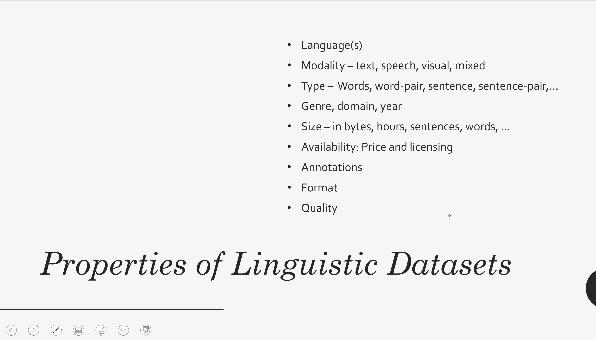 • Language(s)
• Modality – text, speech, visual, mixed
• Type – Words, word-pair, sentence, sentence-pair,...
• Genre, domain, year
• Size – in bytes, hours, sentences, words, ...
• Availability: Price and licensing
• Annotations
• Format
• Quality
Properties of Linguistic Datasets